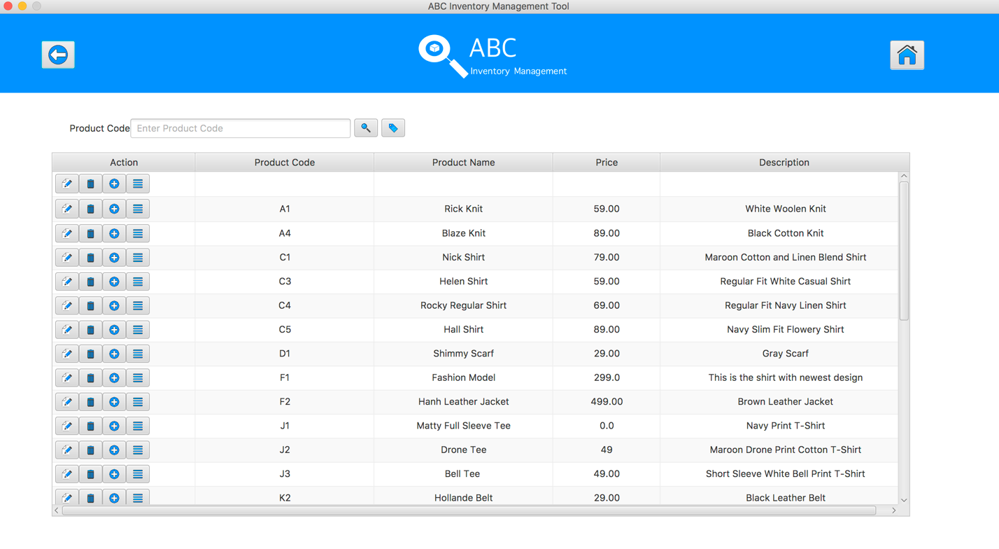 ABC Inventory Management Tool
ABC
Inventory Management
Product Code Enter Product Code
Action Product Code Product Name Price Description
A1 Rick Knit 59.00 White Woolen Knit
A4 Blaze Knit 89.00 Black Cotton Knit
C1 Nick Shirt 79.00 Maroon Cotton and Linen Blend Shirt
C3 Helen Shirt 59.00 Regular Fit White Casual Shirt
C4 Rocky Regular Shirt 69.00 Regular Fit Navy Linen Shirt
C5 Hall Shirt 89.00 Navy Slim Fit Flowery Shirt
D1 Shimmy Scarf 29.00 Gray Scarf
F1 Fashion Model 299.0 This is the shirt with newest design
F2 Hanh Leather Jacket 499.00 Brown Leather Jacket
J1 Matty Full Sleeve Tee 0.0 Navy Print T-Shirt
J2 Drone Tee 49 Maroon Drone Print Cotton T-Shirt
J3 Bell Tee 49.00 Short Sleeve White Bell Print T-Shirt
K2 Hollande Belt 29.00 Black Leather Belt